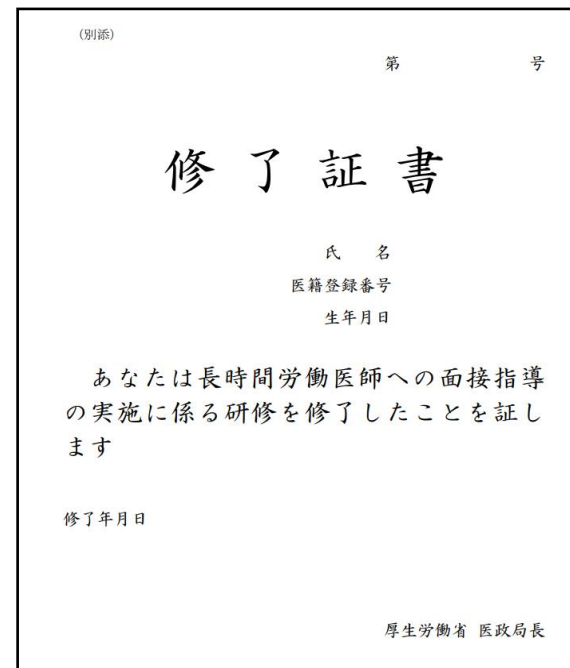 （別添）
第　　　　　　　　号
修 了 証 書
氏　名
医籍登録番号
生年月日
　あなたは長時間労働医師への面接指導
の実施に係る研修を修了したことを証し
ます
修了年月日
厚生労働省 医政局長